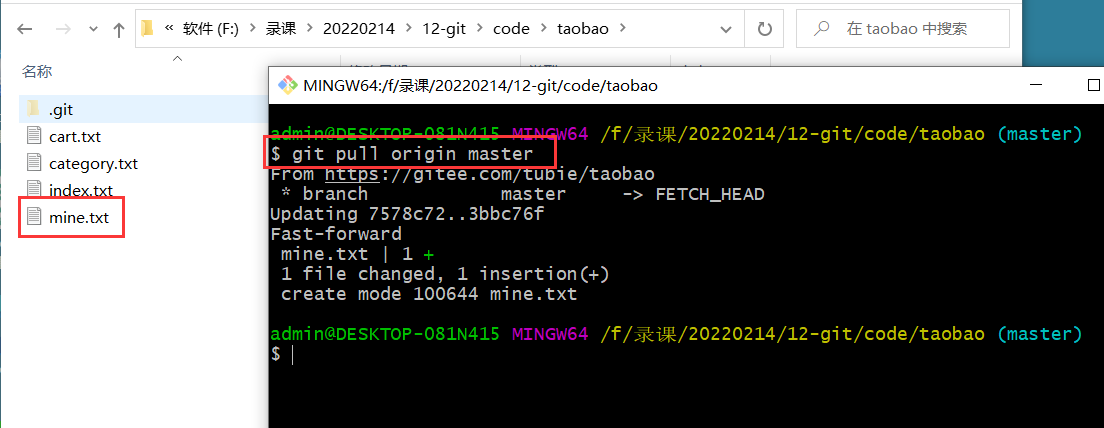 « 软件 (F:) > 录课 > 20220214 > 12-git > code > taobao >
在 taobao 中搜索
名称
.git
cart.txt
category.txt
index.txt
mine.txt
MINGW64:/f/录课/20220214/12-git/code/taobao
admin@DESKTOP-081N415 MINGW64 /f/录课/20220214/12-git/code/taobao (master)
$ git pull origin master
From https://gitee.com/tubie/taobao
 * branch            master     -> FETCH_HEAD
Updating 7578c72..3bbc76f
Fast-forward
 mine.txt | 1 +
 1 file changed, 1 insertion(+)
 create mode 100644 mine.txt
admin@DESKTOP-081N415 MINGW64 /f/录课/20220214/12-git/code/taobao (master)
$